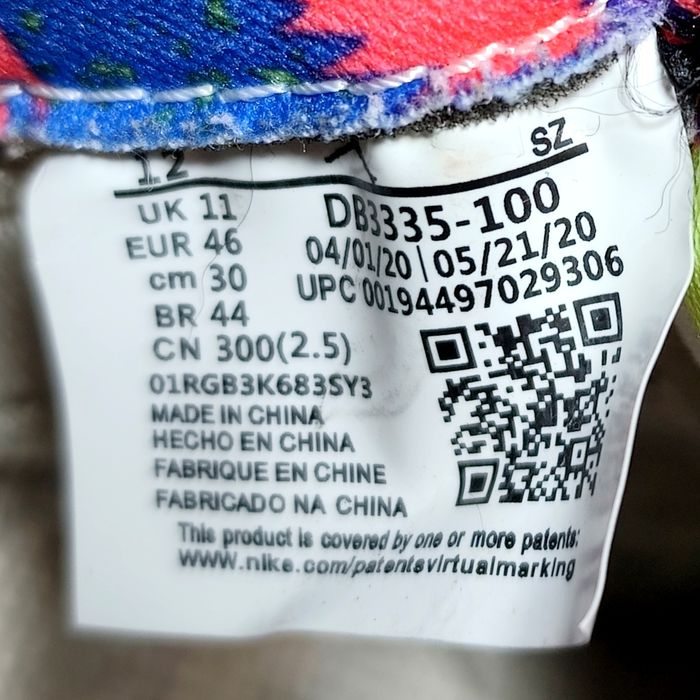 12 SZ
UK 11
EUR 46
cm 30
BR 44
CN 300(2.5)
01RGB3K683SY3
MADE IN CHINA
HECHO EN CHINA
FABRIQUE EN CHINE
FABRICADO NA CHINA
DB3335-100
04/01/20 | 05/21/20
UPC 00194497029306
This product is covered by one or more patents:
www.nike.com/patentsvirtualmarking